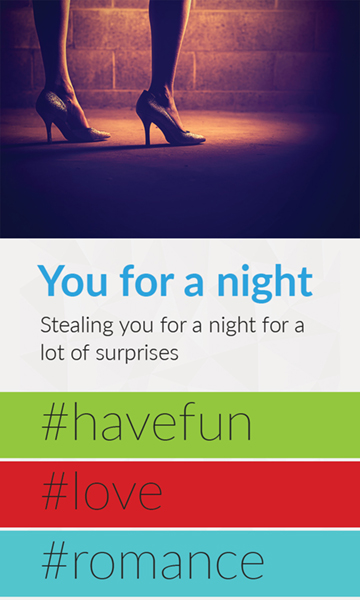 You for a night
Stealing you for a night for a
lot of surprises
#havefun
#love
#romance